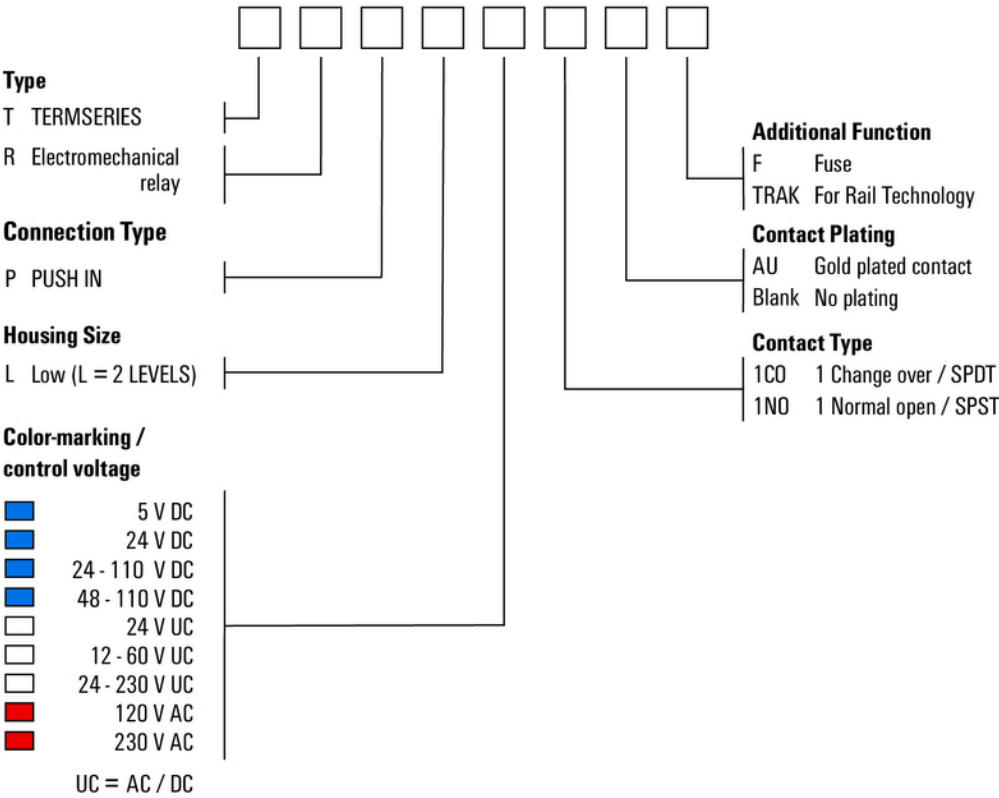 Type
T TERMSERIES
R Electromechanical
relay
Connection Type
P PUSH IN
Housing Size
L Low (L = 2 LEVELS)
Color-marking /
control voltage
5 V DC
24 V DC
24 - 110 V DC
48 - 110 V DC
24 V UC
12 - 60 V UC
24 - 230 V UC
120 V AC
230 V AC
UC = AC / DC
Additional Function
F Fuse
TRAK For Rail Technology
Contact Plating
AU Gold plated contact
Blank No plating
Contact Type
1CO 1 Change over / SPDT
1NO 1 Normal open / SPST